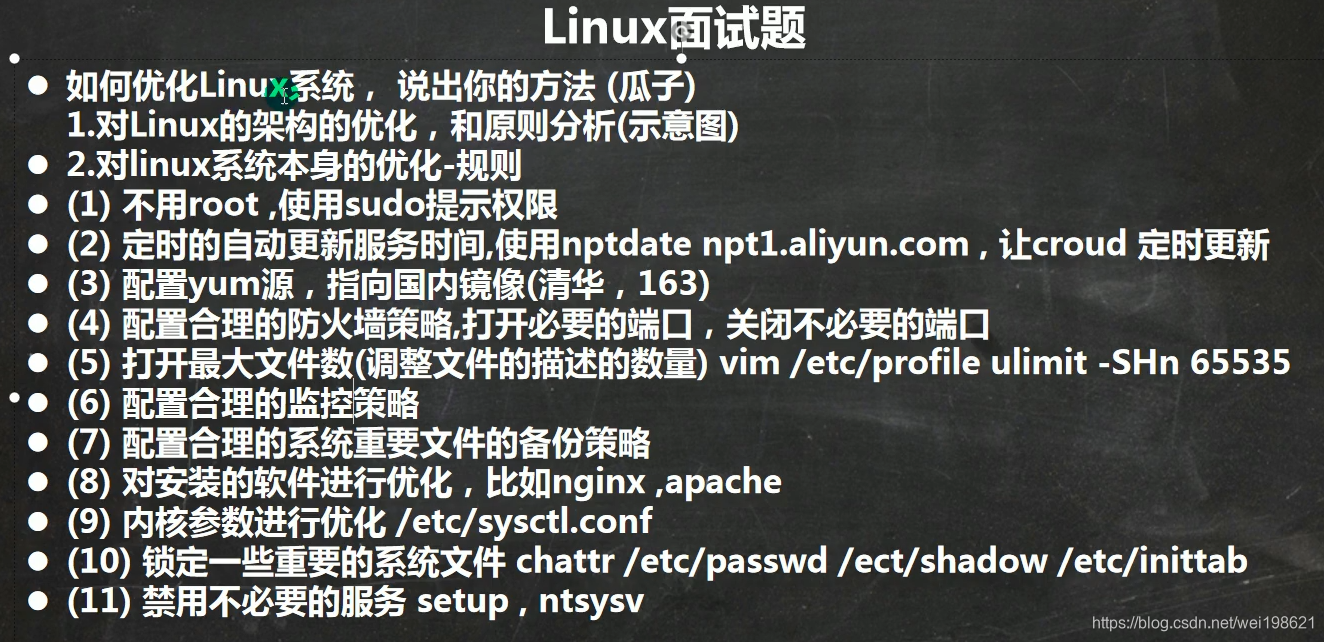 Linux面试题
● 如何优化Linux系统， 说出你的方法 (瓜子)
1.对Linux的架构的优化，和原则分析(示意图)
● 2.对linux系统本身的优化-规则
● (1) 不用root ,使用sudo提示权限
● (2) 定时的自动更新服务时间,使用nptdate npt1.aliyun.com , 让croud 定时更新
● (3) 配置yum源，指向国内镜像(清华，163)
● (4) 配置合理的防火墙策略,打开必要的端口，关闭不必要的端口
● (5) 打开最大文件数(调整文件的描述的数量) vim /etc/profile ulimit -SHn 65535
● (6) 配置合理的监控策略
● (7) 配置合理的系统重要文件的备份策略
● (8) 对安装的软件进行优化，比如nginx ,apache
● (9) 内核参数进行优化 /etc/sysctl.conf
● (10) 锁定一些重要的系统文件 chattr /etc/passwd /ect/shadow /etc/inittab
● (11) 禁用不必要的服务 setup , ntsysv
https://blog.csdn.net/wei198621